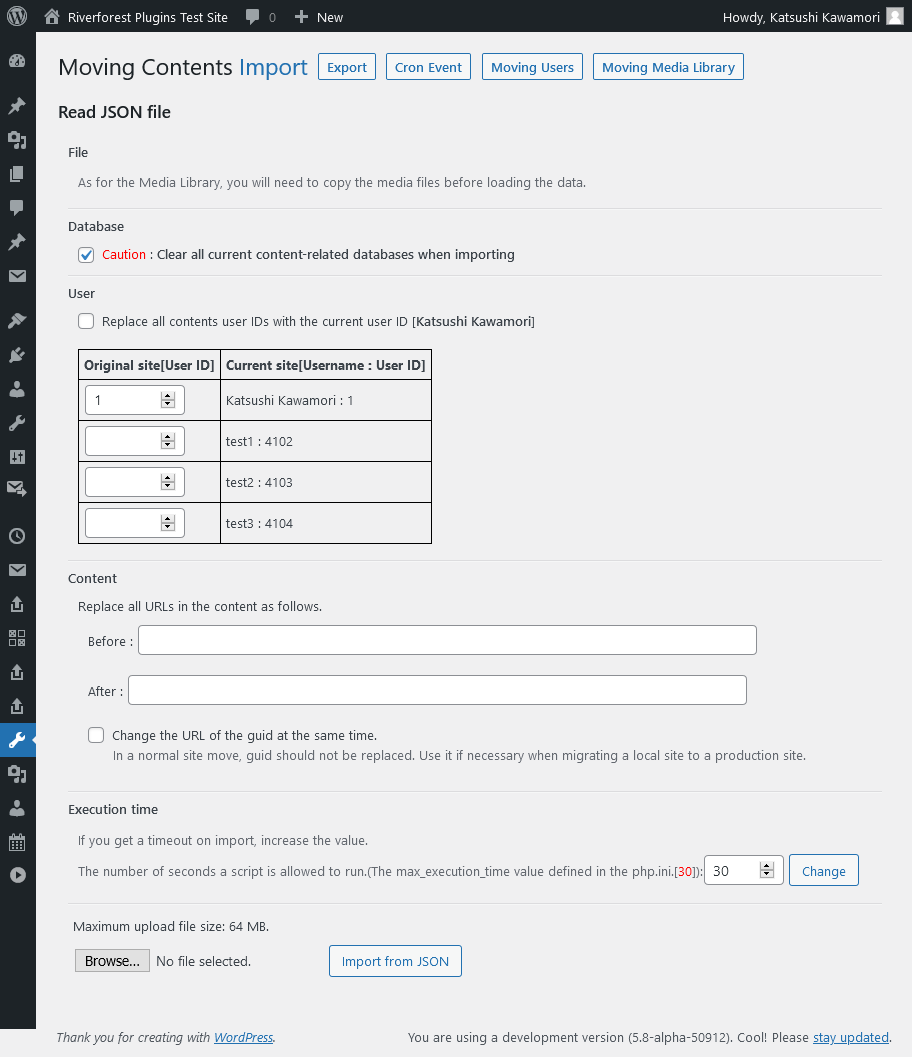 Riverforest Plugins Test Site 0 New Howdy, Katsushi Kawamori
Moving Contents Import Export Cron Event Moving Users Moving Media Library
Read JSON file
File
As for the Media Library, you will need to copy the media files before loading the data.
Database
Caution : Clear all current content-related databases when importing
User
Replace all contents user IDs with the current user ID [Katsushi Kawamori]
Original site[User ID] Current site[Username : User ID]
1 Katsushi Kawamori : 1
test1 : 4102
test2 : 4103
test3 : 4104
Content
Replace all URLs in the content as follows.
Before :
After :
Change the URL of the guid at the same time.
In a normal site move, guid should not be replaced. Use it if necessary when migrating a local site to a production site.
Execution time
If you get a timeout on import, increase the value.
The number of seconds a script is allowed to run.(The max_execution_time value defined in the php.ini.[30]): 30 Change
Maximum upload file size: 64 MB.
Browse... No file selected. Import from JSON
Thank you for creating with WordPress. You are using a development version (5.8-alpha-50912). Cool! Please stay updated.